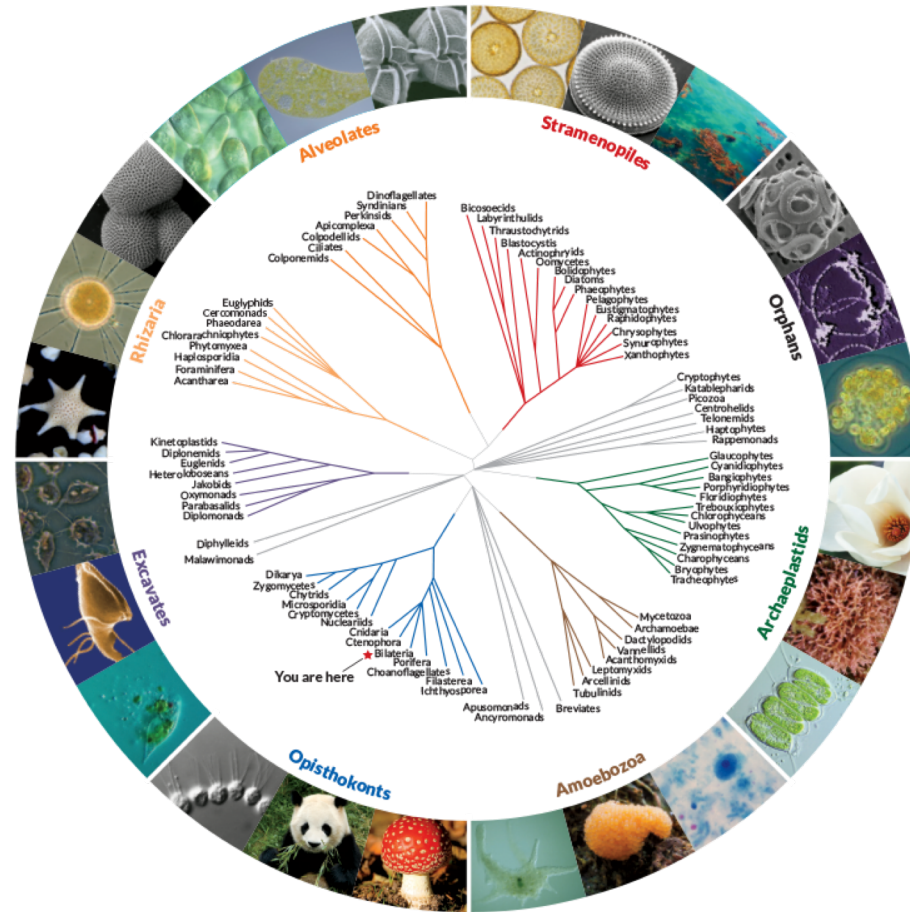 Alveolates
Dinoflagellates
Syndinians
Perkinsids
Apicomplexa
Colpodellids
Ciliates
Colponemids
Stramenopiles
Bicosoecids
Labyrinthulids
Thraustochytrids
Blastocystis
Actinophryids
Oomycetes
Bolidophytes
Diatoms
Phaeophytes
Pelagophytes
Eustigmatophytes
Raphidophytes
Chrysophytes
Synurophytes
Xanthophytes
Orphans
Cryptophytes
Katablepharids
Picozoa
Centrohelids
Telonemids
Haptophytes
Rappemonads
Archaeplastids
Glaucophytes
Cyanidiophytes
Bangiophytes
Porphyridiophytes
Floridiophytes
Trebouxiophytes
Chlorophyceans
Ulvophytes
Prasinophytes
Zygnematophyceans
Charophyceans
Bryophytes
Tracheophytes
Amoebozoa
Mycetozoa
Archamoebae
Dactylopodids
Vannellids
Acanthomyxids
Leptomyxids
Arcellinids
Tubulinids
Breviates
Ancyromonads
Apusomonads
Opisthokonts
Dikarya
Zygomycetes
Chytrids
Microsporidia
Cryptomycetes
Nucleariids
Cnidaria
Ctenophora
Bilateria
You are here
Porifera
Choanoflagellates
Filasterea
Ichthyosporea
Malawimonads
Diphylleids
Excavates
Kinetoplastids
Diplonemids
Euglenids
Heteroloboseans
Jakobids
Oxymonads
Parabasalids
Diplomonads
Rhizaria
Euglyphids
Cercomonads
Phaeodarea
Chlorarachniophytes
Phytomyxea
Haplosporidia
Foraminifera
Acantharea